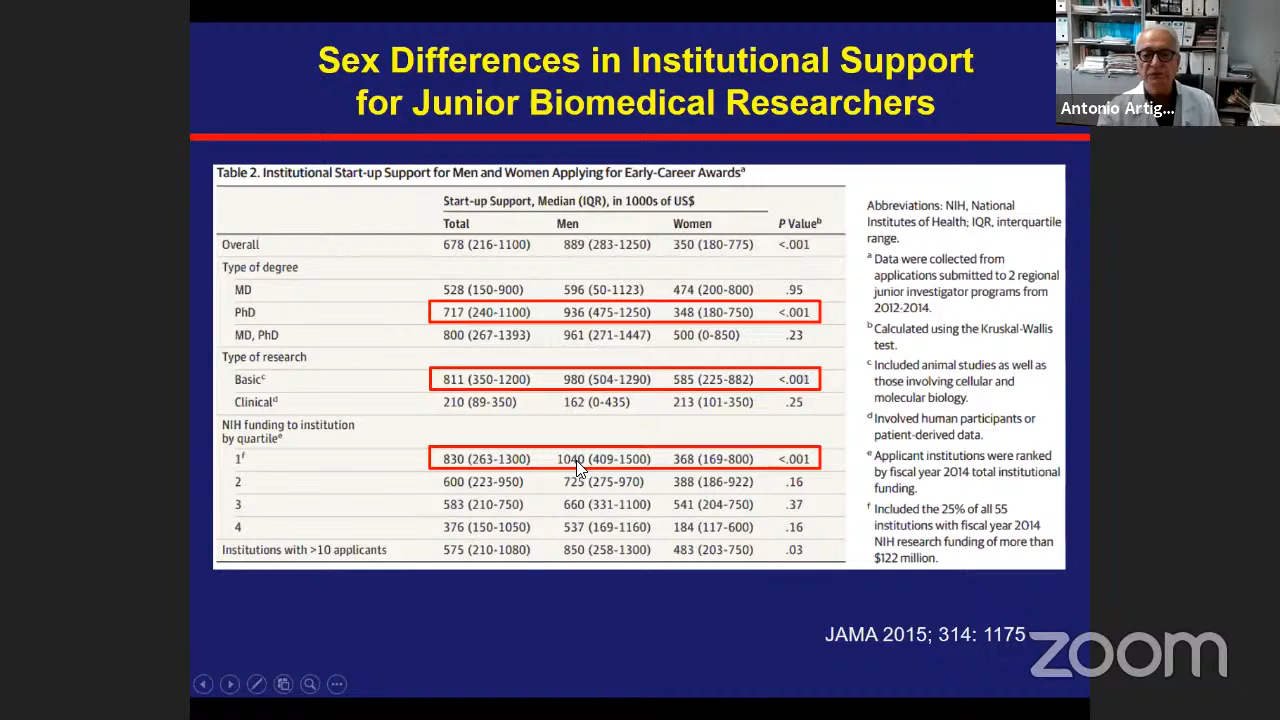 Sex Differences in Institutional Support
for Junior Biomedical Researchers
Antonio Artig...
Table 2. Institutional Start-up Support for Men and Women Applying for Early-Career Awardsa
Start-up Support, Median (IQR), in 1000s of US$
Total Men Women P Valueb
Overall 678 (216-1100) 889 (283-1250) 350 (180-775) <.001
Type of degree
MD 528 (150-900) 596 (50-1123) 474 (200-800) .95
PhD 717 (240-1100) 936 (475-1250) 348 (180-750) <.001
MD, PhD 800 (267-1393) 961 (271-1447) 500 (0-850) .23
Type of research
Basicc 811 (350-1200) 980 (504-1290) 585 (225-882) <.001
Clinicald 210 (89-350) 162 (0-435) 213 (101-350) .25
NIH funding to institution
by quartilee
1f 830 (263-1300) 1040 (409-1500) 368 (169-800) <.001
2 600 (223-950) 725 (275-970) 388 (186-922) .16
3 583 (210-750) 660 (331-1100) 541 (204-750) .37
4 376 (150-1050) 537 (169-1160) 184 (117-600) .16
Institutions with >10 applicants 575 (210-1080) 850 (258-1300) 483 (203-750) .03
Abbreviations: NIH, National
Institutes of Health; IQR, interquartile
range.
a Data were collected from
applications submitted to 2 regional
junior investigator programs from
2012-2014.
b Calculated using the Kruskal-Wallis
test.
c Included animal studies as well as
those involving cellular and
molecular biology.
d Involved human participants or
patient-derived data.
e Applicant institutions were ranked
by fiscal year 2014 total institutional
funding.
f Included the 25% of all 55
institutions with fiscal year 2014
NIH research funding of more than
$122 million.
JAMA 2015; 314: 1175
zoom